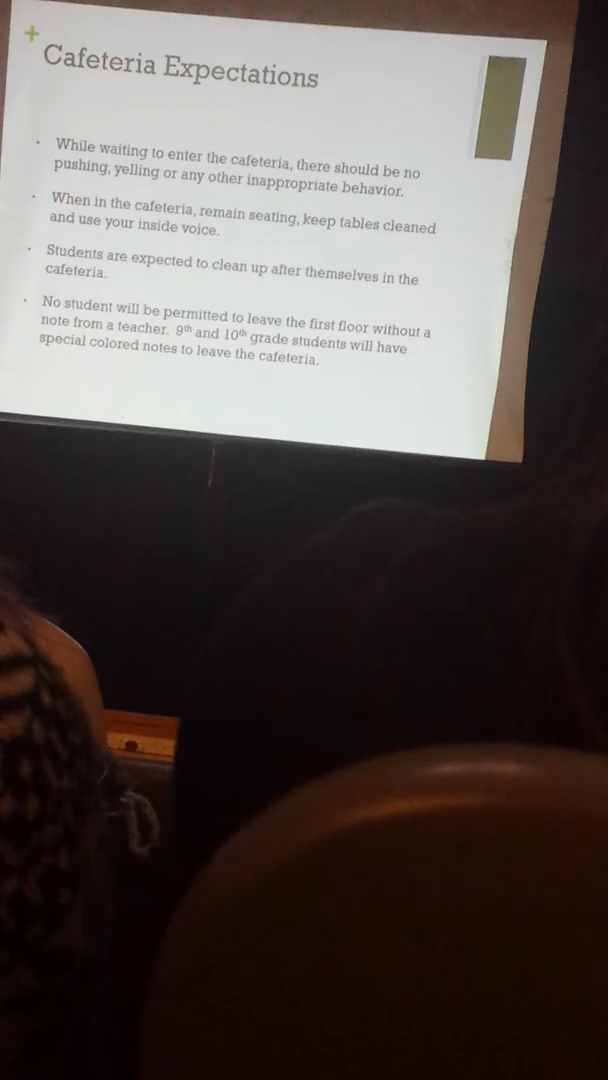 +
Cafeteria Expectations
• While waiting to enter the cafeteria, there should be no
pushing, yelling or any other inappropriate behavior.
• When in the cafeteria, remain seating, keep tables cleaned
and use your inside voice.
• Students are expected to clean up after themselves in the
cafeteria.
• No student will be permitted to leave the first floor without a
note from a teacher. 9th and 10th grade students will have
special colored notes to leave the cafeteria.